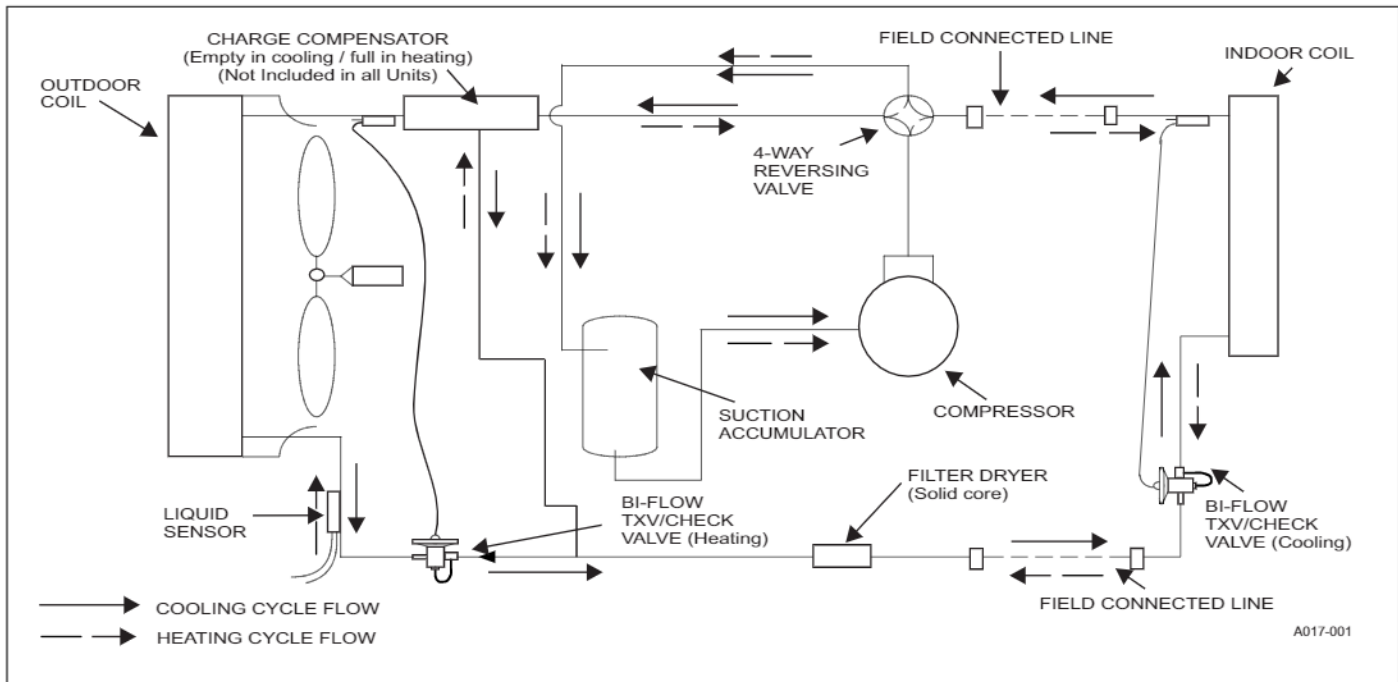 CHARGE COMPENSATOR
(Empty in cooling / full in heating)
(Not Included in all Units)
FIELD CONNECTED LINE
INDOOR COIL
OUTDOOR
COIL
4-WAY
REVERSING
VALVE
SUCTION
ACCUMULATOR
COMPRESSOR
LIQUID
SENSOR
BI-FLOW
TXV/CHECK
VALVE (Heating)
FILTER DRYER
(Solid core)
BI-FLOW
TXV/CHECK
VALVE (Cooling)
FIELD CONNECTED LINE
COOLING CYCLE FLOW
HEATING CYCLE FLOW
A017-001